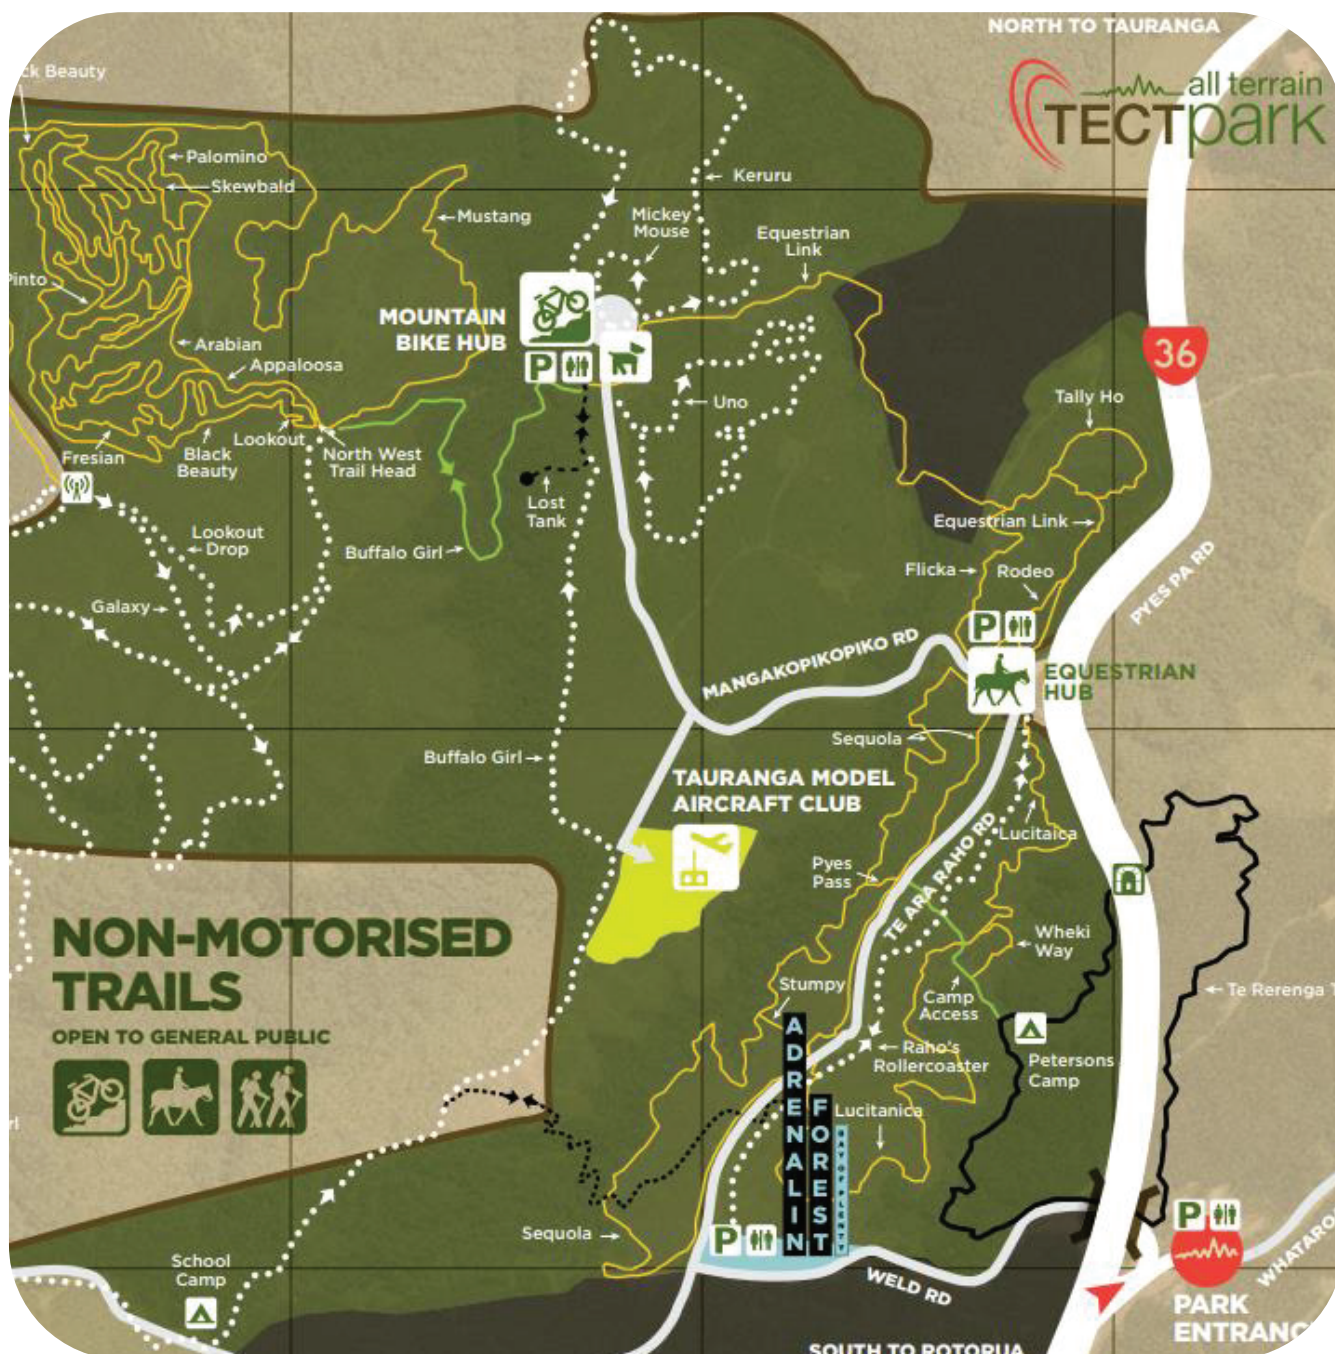 NORTH TO TAURANGA
all terrain
TECTpark
ck Beauty
Palomino
Skewbald
Keruru
Mustang
Mickey
Mouse
Equestrian
Link
Pinto
MOUNTAIN
BIKE HUB
P
36
Arabian
Appaloosa
Tally Ho
Uno
Lookout
Black
Beauty
North West
Trail Head
Fresian
Lost
Tank
Equestrian Link
Lookout
Drop
Buffalo Girl
Flicka
Rodeo
PYES PA RD
Galaxy
P
MANGAKOPIKOPIKO RD
EQUESTRIAN
HUB
Sequola
Buffalo Girl
TAURANGA MODEL
AIRCRAFT CLUB
Lucitaica
Pyes
Pass
TE ARA RAHO RD
NON-MOTORISED
TRAILS
OPEN TO GENERAL PUBLIC
Wheki
Way
Stumpy
Camp
Access
Te Rerenga T
Raho's
Rollercoaster
Petersons
Camp
ADRENALIN
FOREST
BAY OF PLENTY
Lucitanica
rl
Sequola
P
P
School
Camp
WELD RD
WHATARO
PARK
ENTRANC
SOUTH TO ROTORUA